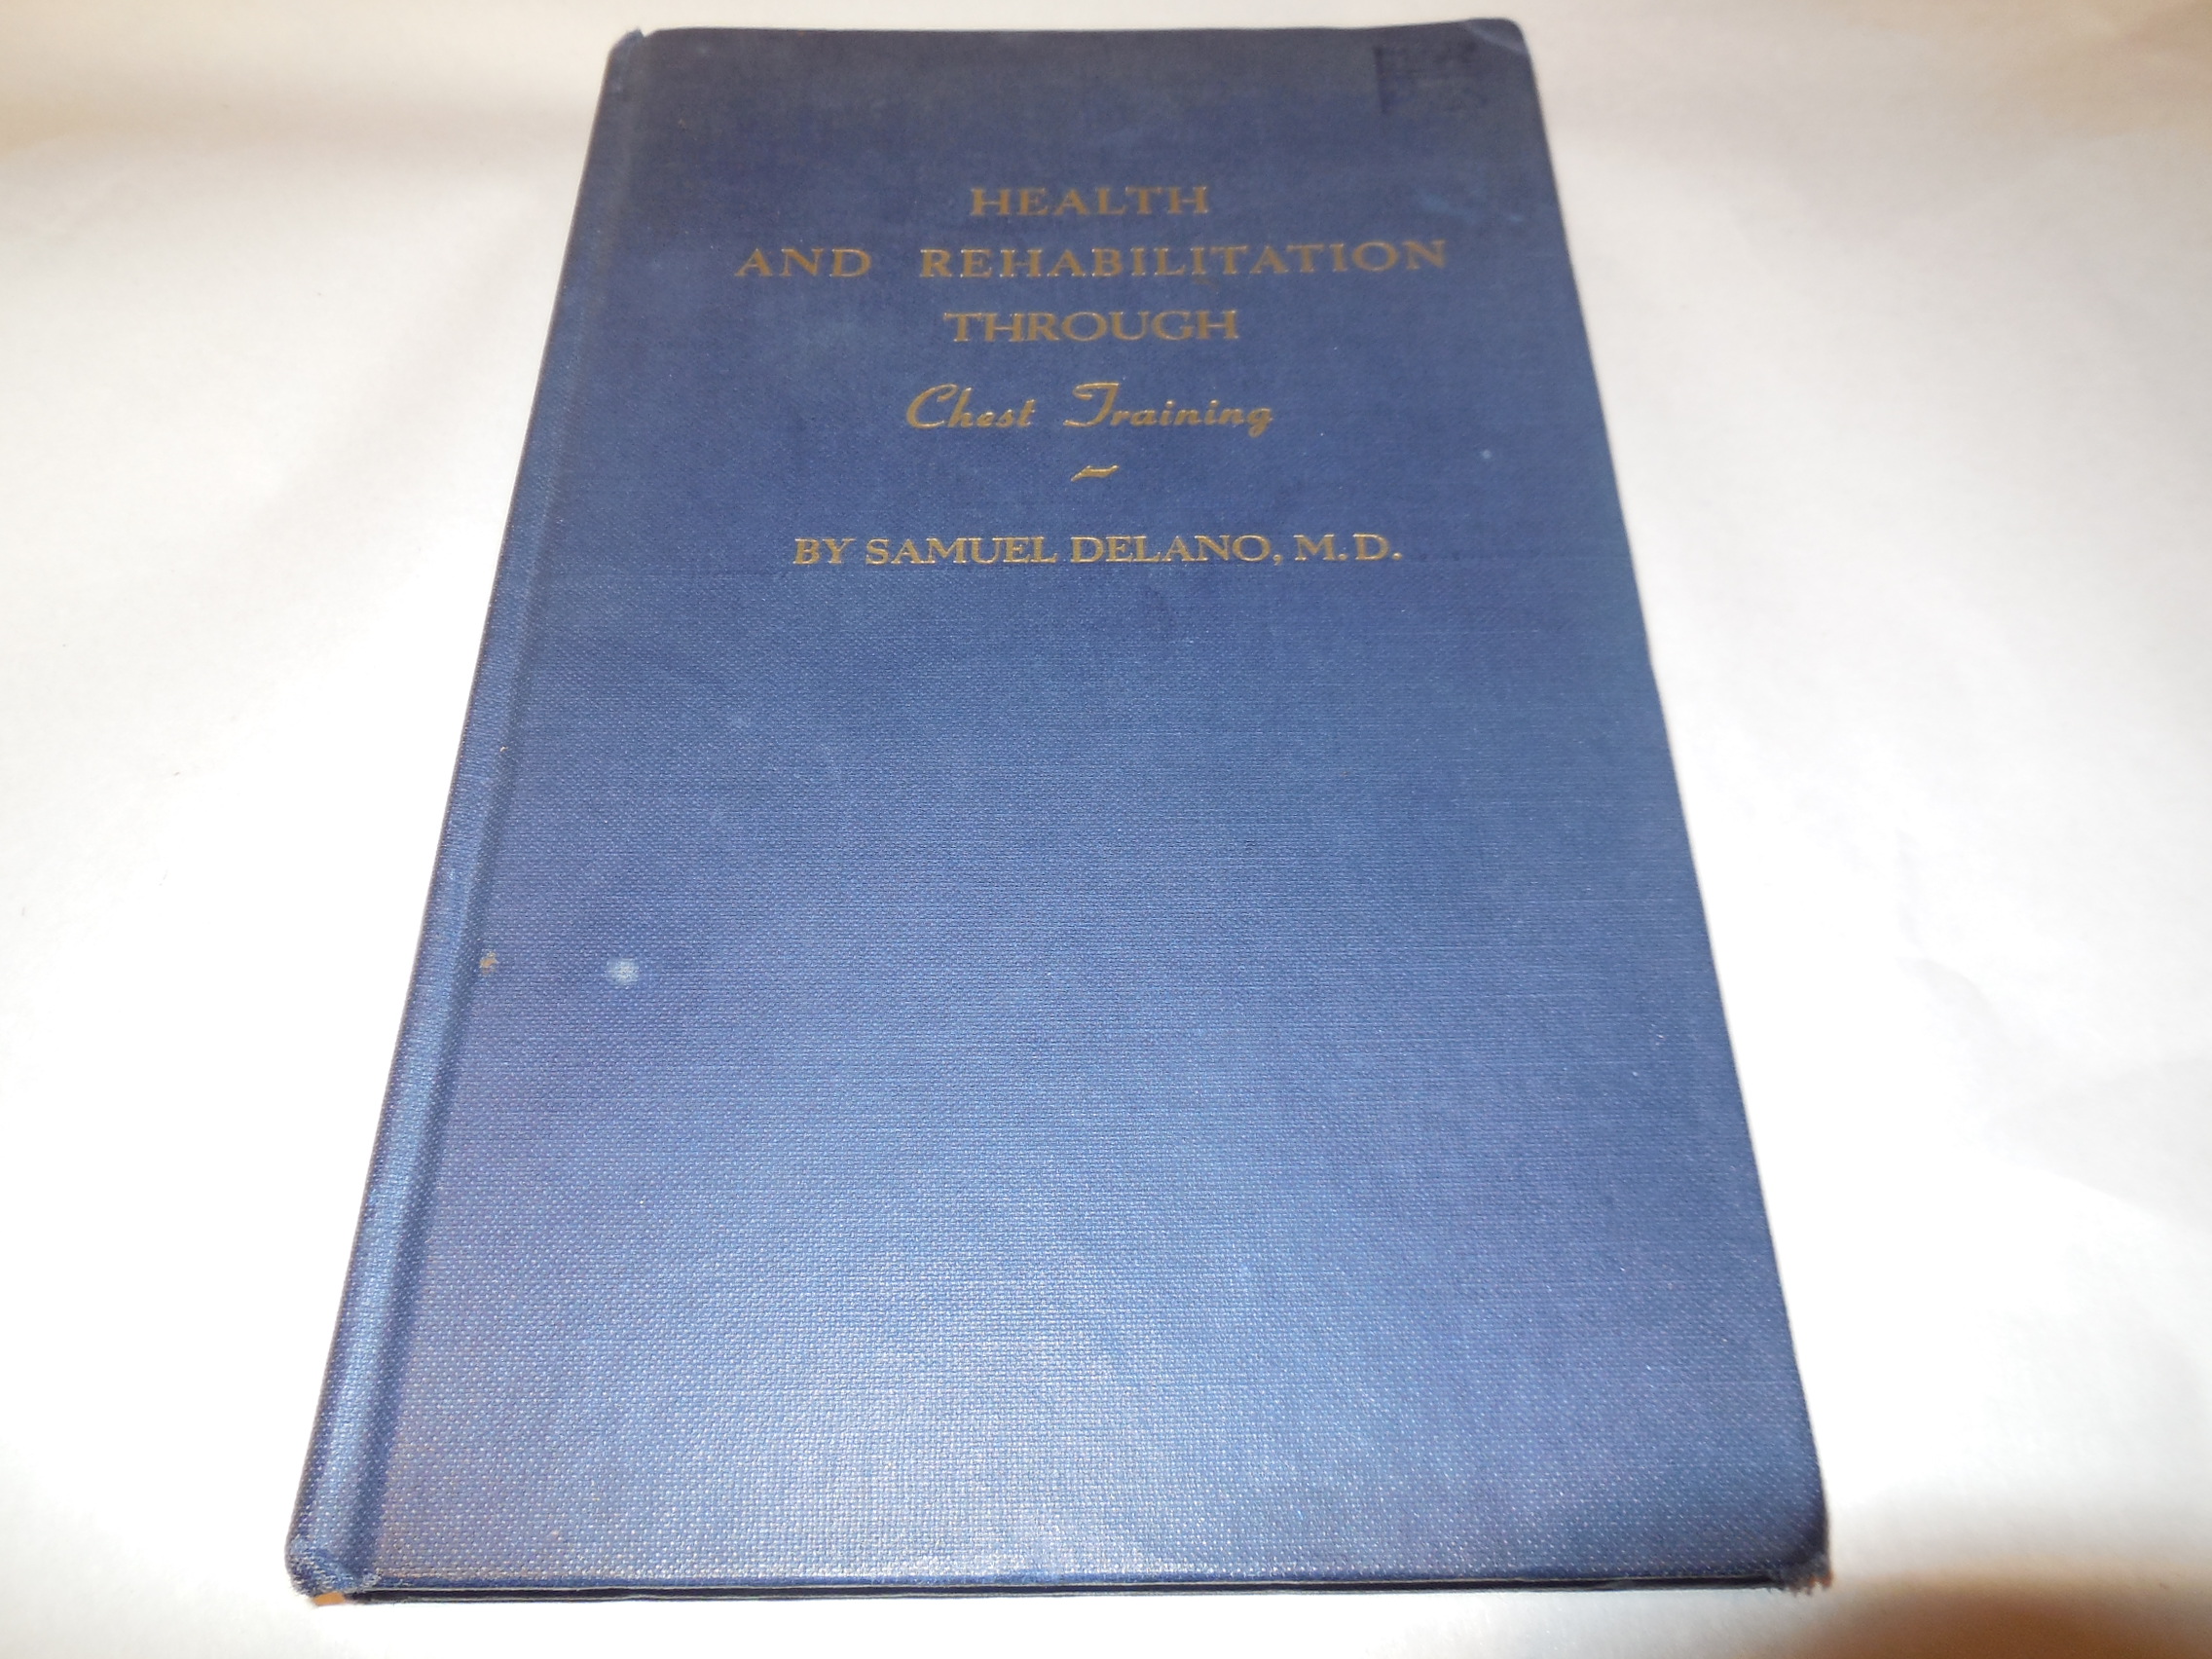 HEALTH
AND REHABILITATION
THROUGH
Chest Training
BY SAMUEL DELANO, M.D.